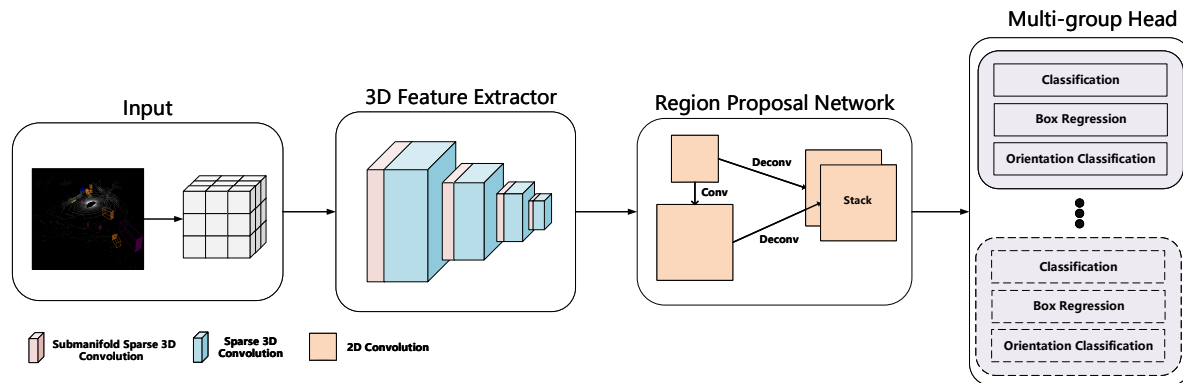 Multi-group Head
Input
3D Feature Extractor
Region Proposal Network
Deconv
Conv
Deconv
Stack
Classification
Box Regression
Orientation Classification
Classification
Box Regression
Orientation Classification
Submanifold Sparse 3D
Convolution
Sparse 3D
Convolution
2D Convolution